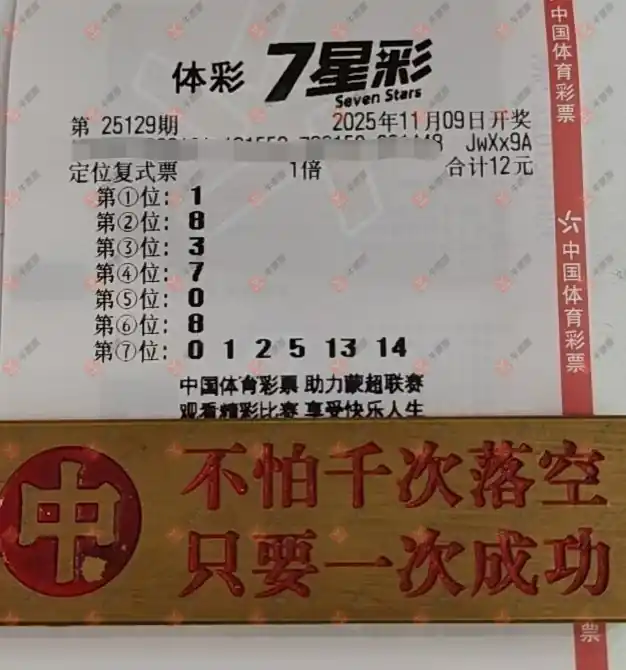 体彩 7星彩
Seven Stars
第 25129期 2025年11月09日开奖
JwXx9A
定位复式票 1倍 合计12元
第①位: 1
第②位: 8
第③位: 3
第④位: 7
第⑤位: 0
第⑥位: 8
第⑦位: 0 1 2 5 13 14
中国体育彩票 助力蒙超联赛
观看精彩比赛 享受快乐人生
中
不怕千次落空
只要一次成功
中国体育彩票
中国体育彩票
票